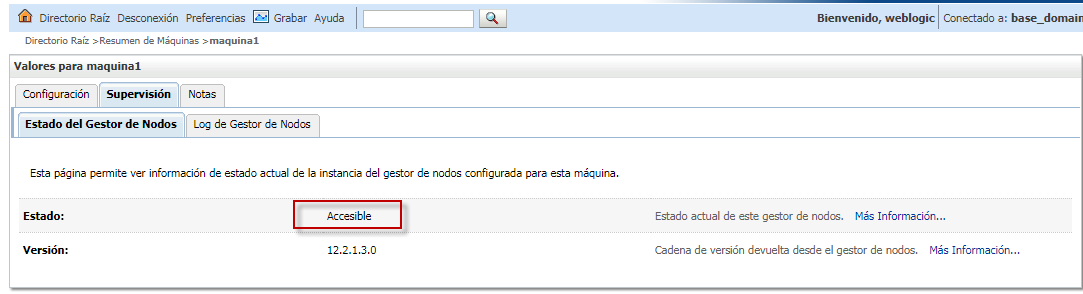 Directorio Raíz Desconexión Preferencias Grabar Ayuda Bienvenido, weblogic Conectado a: base_domain
Directorio Raíz >Resumen de Máquinas >maquina1
Valores para maquina1
Configuración Supervisión Notas
Estado del Gestor de Nodos Log de Gestor de Nodos
Esta página permite ver información de estado actual de la instancia del gestor de nodos configurada para esta máquina.
Estado: Accesible Estado actual de este gestor de nodos. Más Información...
Versión: 12.2.1.3.0 Cadena de versión devuelta desde el gestor de nodos. Más Información...